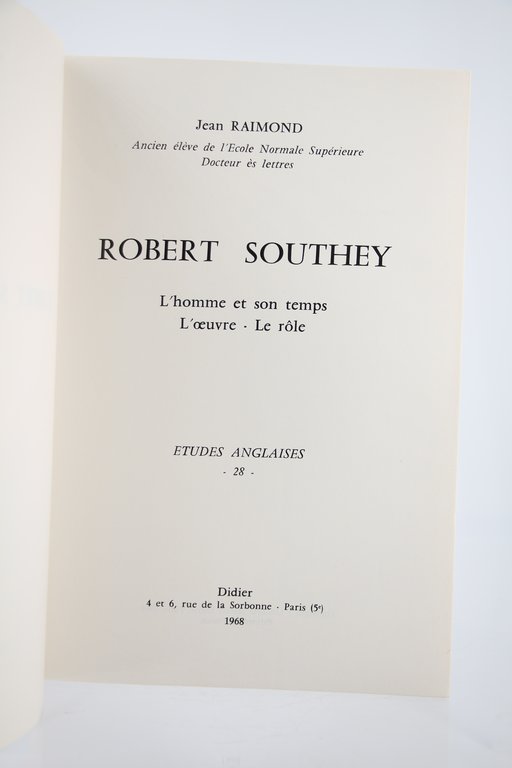 Jean RAIMOND
Ancien élève de l'Ecole Normale Supérieure
Docteur ès lettres
ROBERT SOUTHEY
L'homme et son temps
L'œuvre - Le rôle
ETUDES ANGLAISES
- 28 -
Didier
4 et 6, rue de la Sorbonne - Paris (5e)
1968